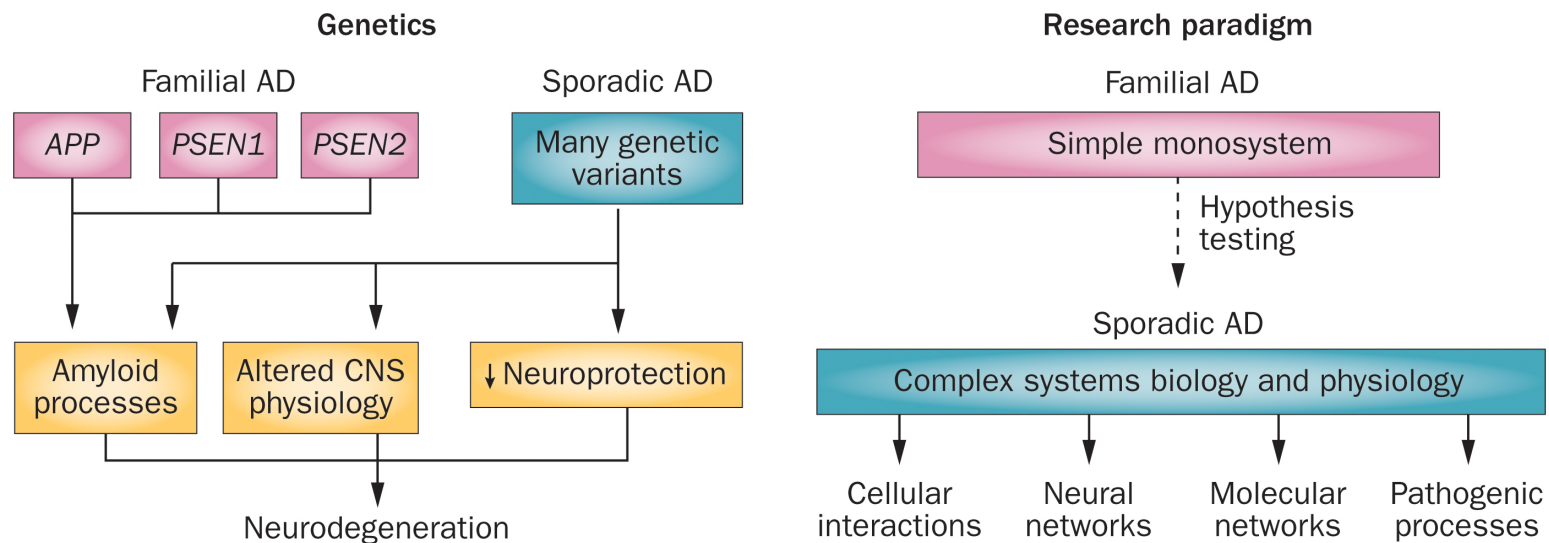 Genetics
Familial AD
Sporadic AD
APP
PSEN1
PSEN2
Many genetic
variants
Amyloid
processes
Altered CNS
physiology
↓ Neuroprotection
Neurodegeneration
Research paradigm
Familial AD
Simple monosystem
Hypothesis
testing
Sporadic AD
Complex systems biology and physiology
Cellular
interactions
Neural
networks
Molecular
networks
Pathogenic
processes